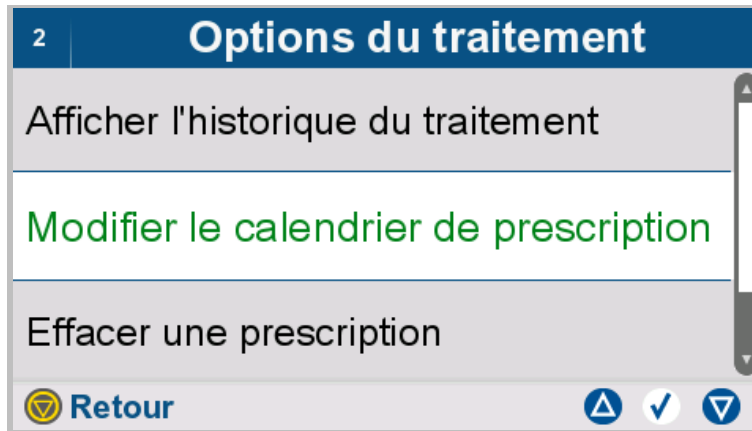 2
Options du traitement
Afficher l'historique du traitement
Modifier le calendrier de prescription
Effacer une prescription
Retour